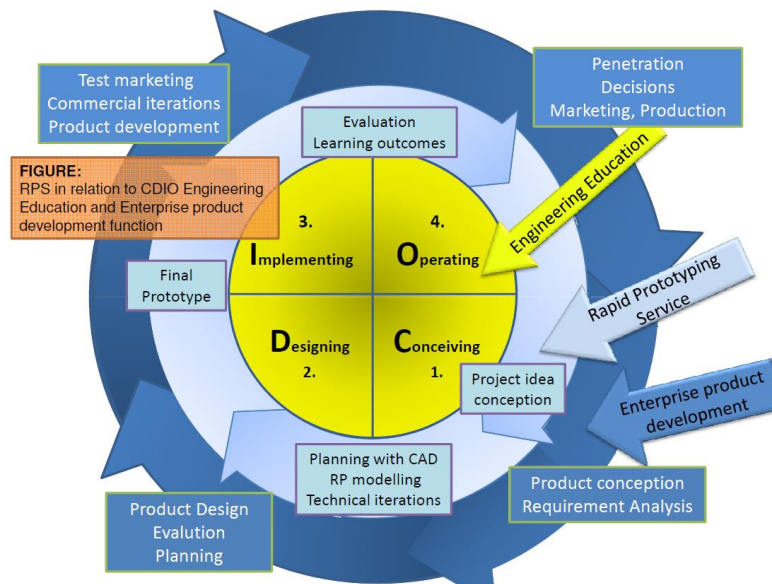 Test marketing
Commercial iterations
Product development
Penetration
Decisions
Marketing, Production
Evaluation
Learning outcomes
FIGURE:
RPS in relation to CDIO Engineering
Education and Enterprise product
development function
Engineering Education
3.
Implementing
4.
Operating
Final
Prototype
Rapid Prototyping
Service
Designing
2.
Conceiving
1.
Project idea
conception
Enterprise product
development
Planning with CAD
RP modelling
Technical iterations
Product Design
Evalution
Planning
Product conception
Requirement Analysis